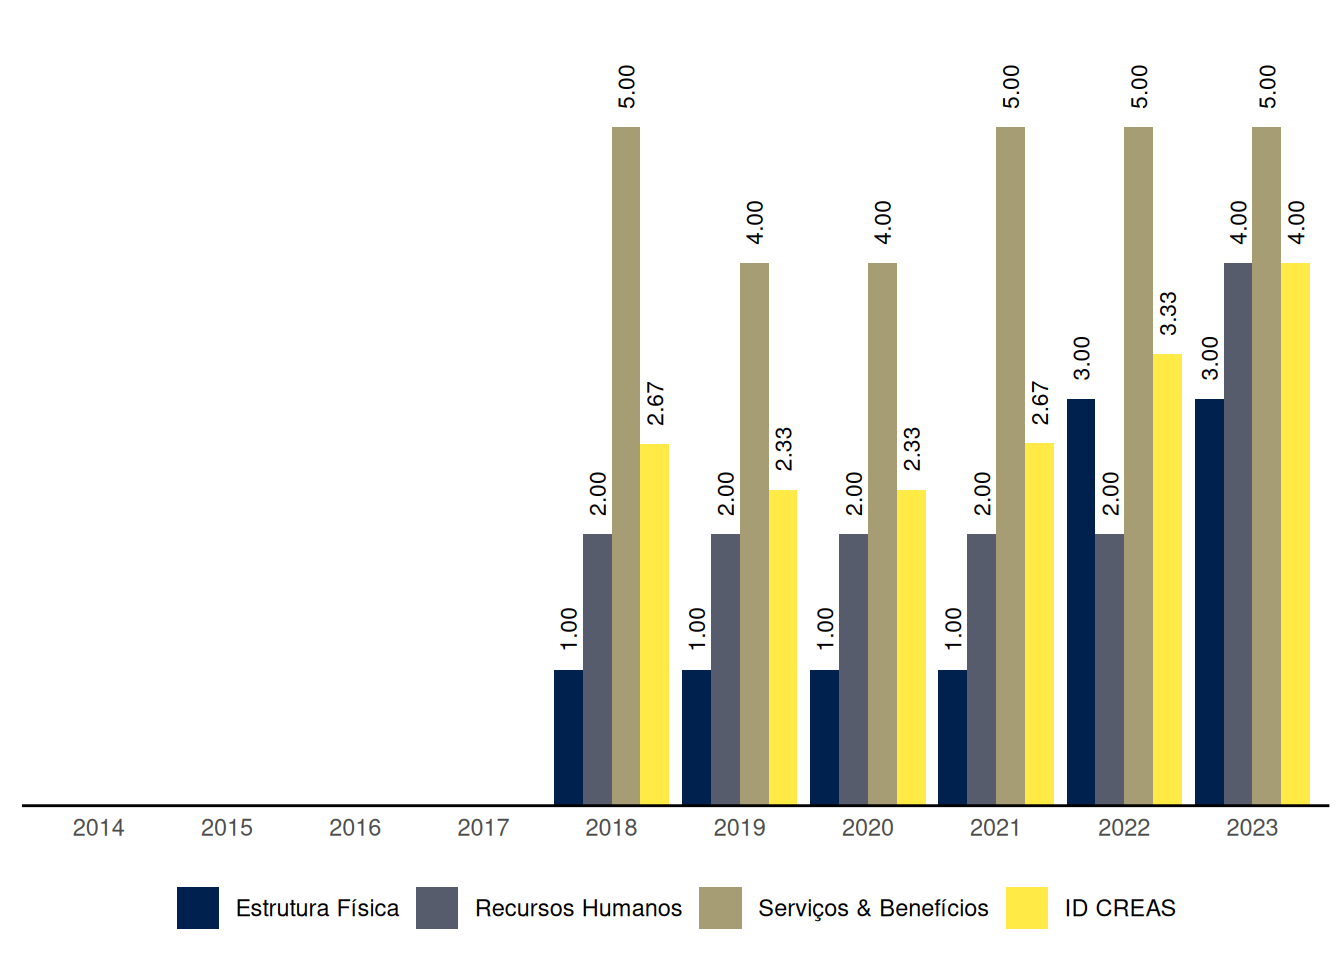 5.00 5.00 5.00 5.00
4.00 4.00 4.00 4.00
3.33
3.00 3.00
2.67 2.67
2.33 2.33
2.00 2.00 2.00 2.00 2.00
1.00 1.00 1.00 1.00
2014 2015 2016 2017 2018 2019 2020 2021 2022 2023
Estrutura Física Recursos Humanos Serviços & Benefícios ID CREAS